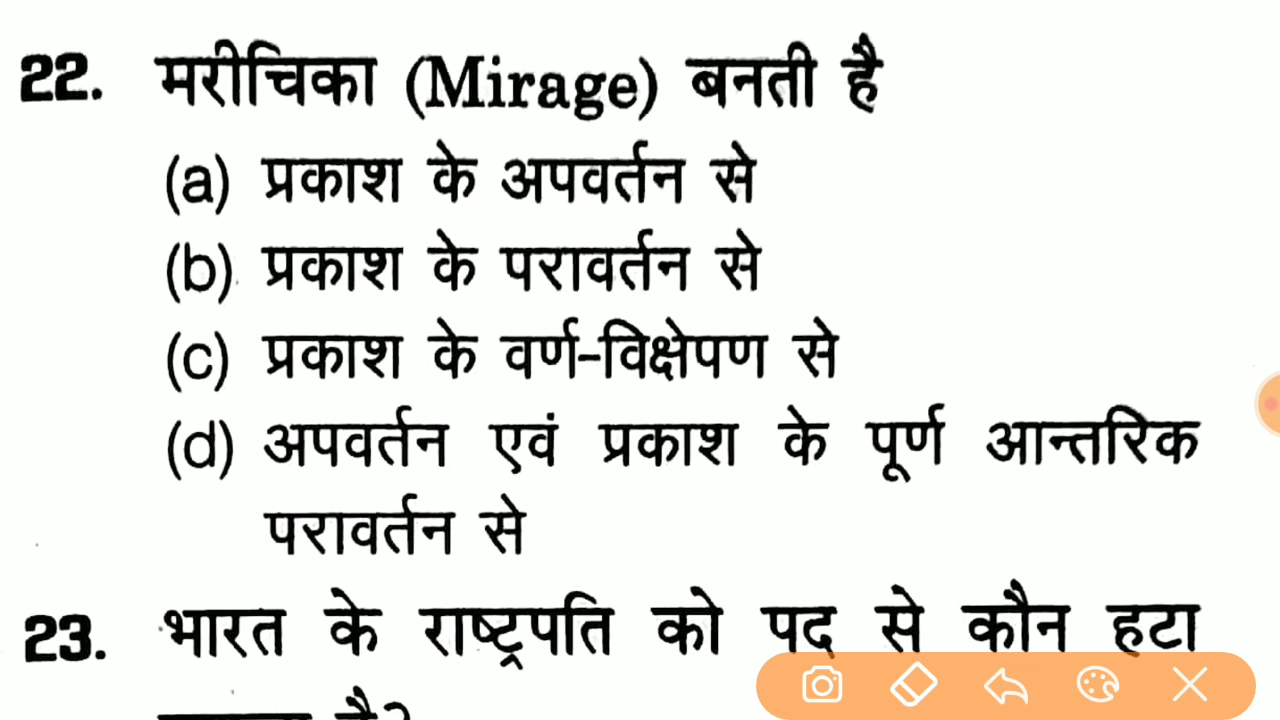 22. मरीचिका (Mirage) बनती है
(a) प्रकाश के अपवर्तन से
(b) प्रकाश के परावर्तन से
(c) प्रकाश के वर्ण-विक्षेपण से
(d) अपवर्तन एवं प्रकाश के पूर्ण आन्तरिक
परावर्तन से
23. भारत के राष्ट्रपति को पद से कौन हटा
है?